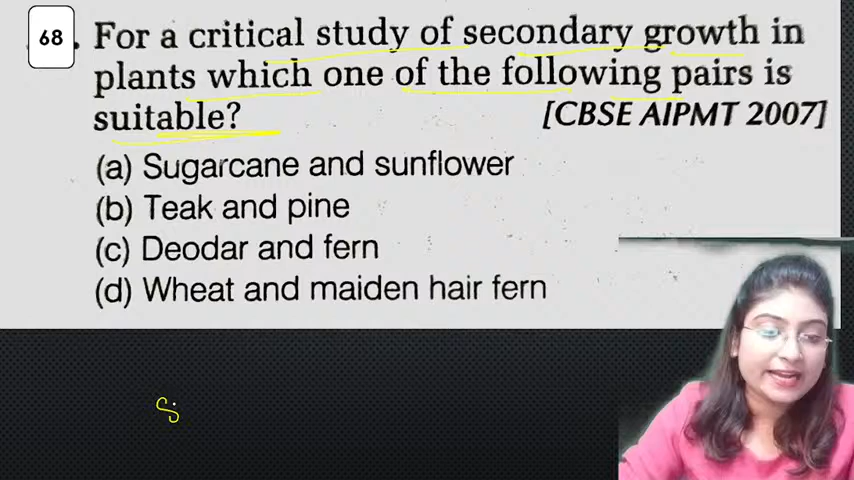 68 . For a critical study of secondary growth in
plants which one of the following pairs is
suitable? [CBSE AIPMT 2007]
(a) Sugarcane and sunflower
(b) Teak and pine
(c) Deodar and fern
(d) Wheat and maiden hair fern
S